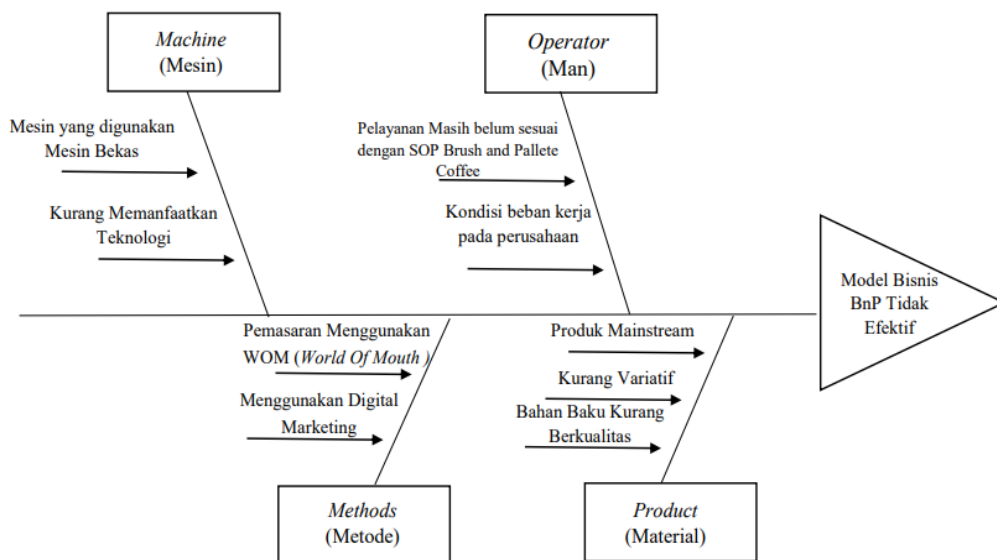 Machine
(Mesin)
Operator
(Man)
Mesin yang digunakan
Mesin Bekas
Kurang Memanfaatkan
Teknologi
Pelayanan Masih belum sesuai
dengan SOP Brush and Pallete
Coffee
Kondisi beban kerja
pada perusahaan
Model Bisnis
BnP Tidak
Efektif
Pemasaran Menggunakan
WOM (World Of Mouth )
Menggunakan Digital
Marketing
Produk Mainstream
Kurang Variatif
Bahan Baku Kurang
Berkualitas
Methods
(Metode)
Product
(Material)